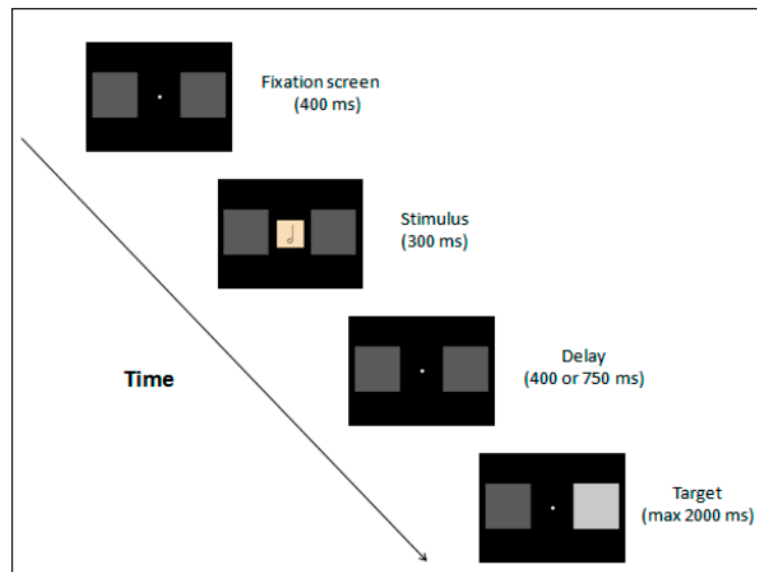 Fixation screen
(400 ms)
Stimulus
(300 ms)
Delay
(400 or 750 ms)
Time
Target
(max 2000 ms)